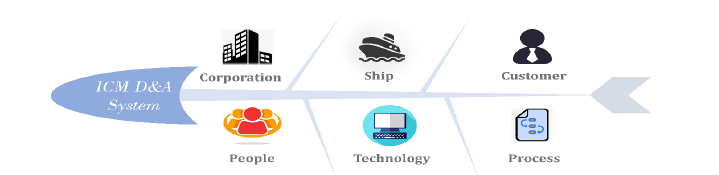 ICM D&A
System
Corporation
Ship
Customer
People
Technology
Process